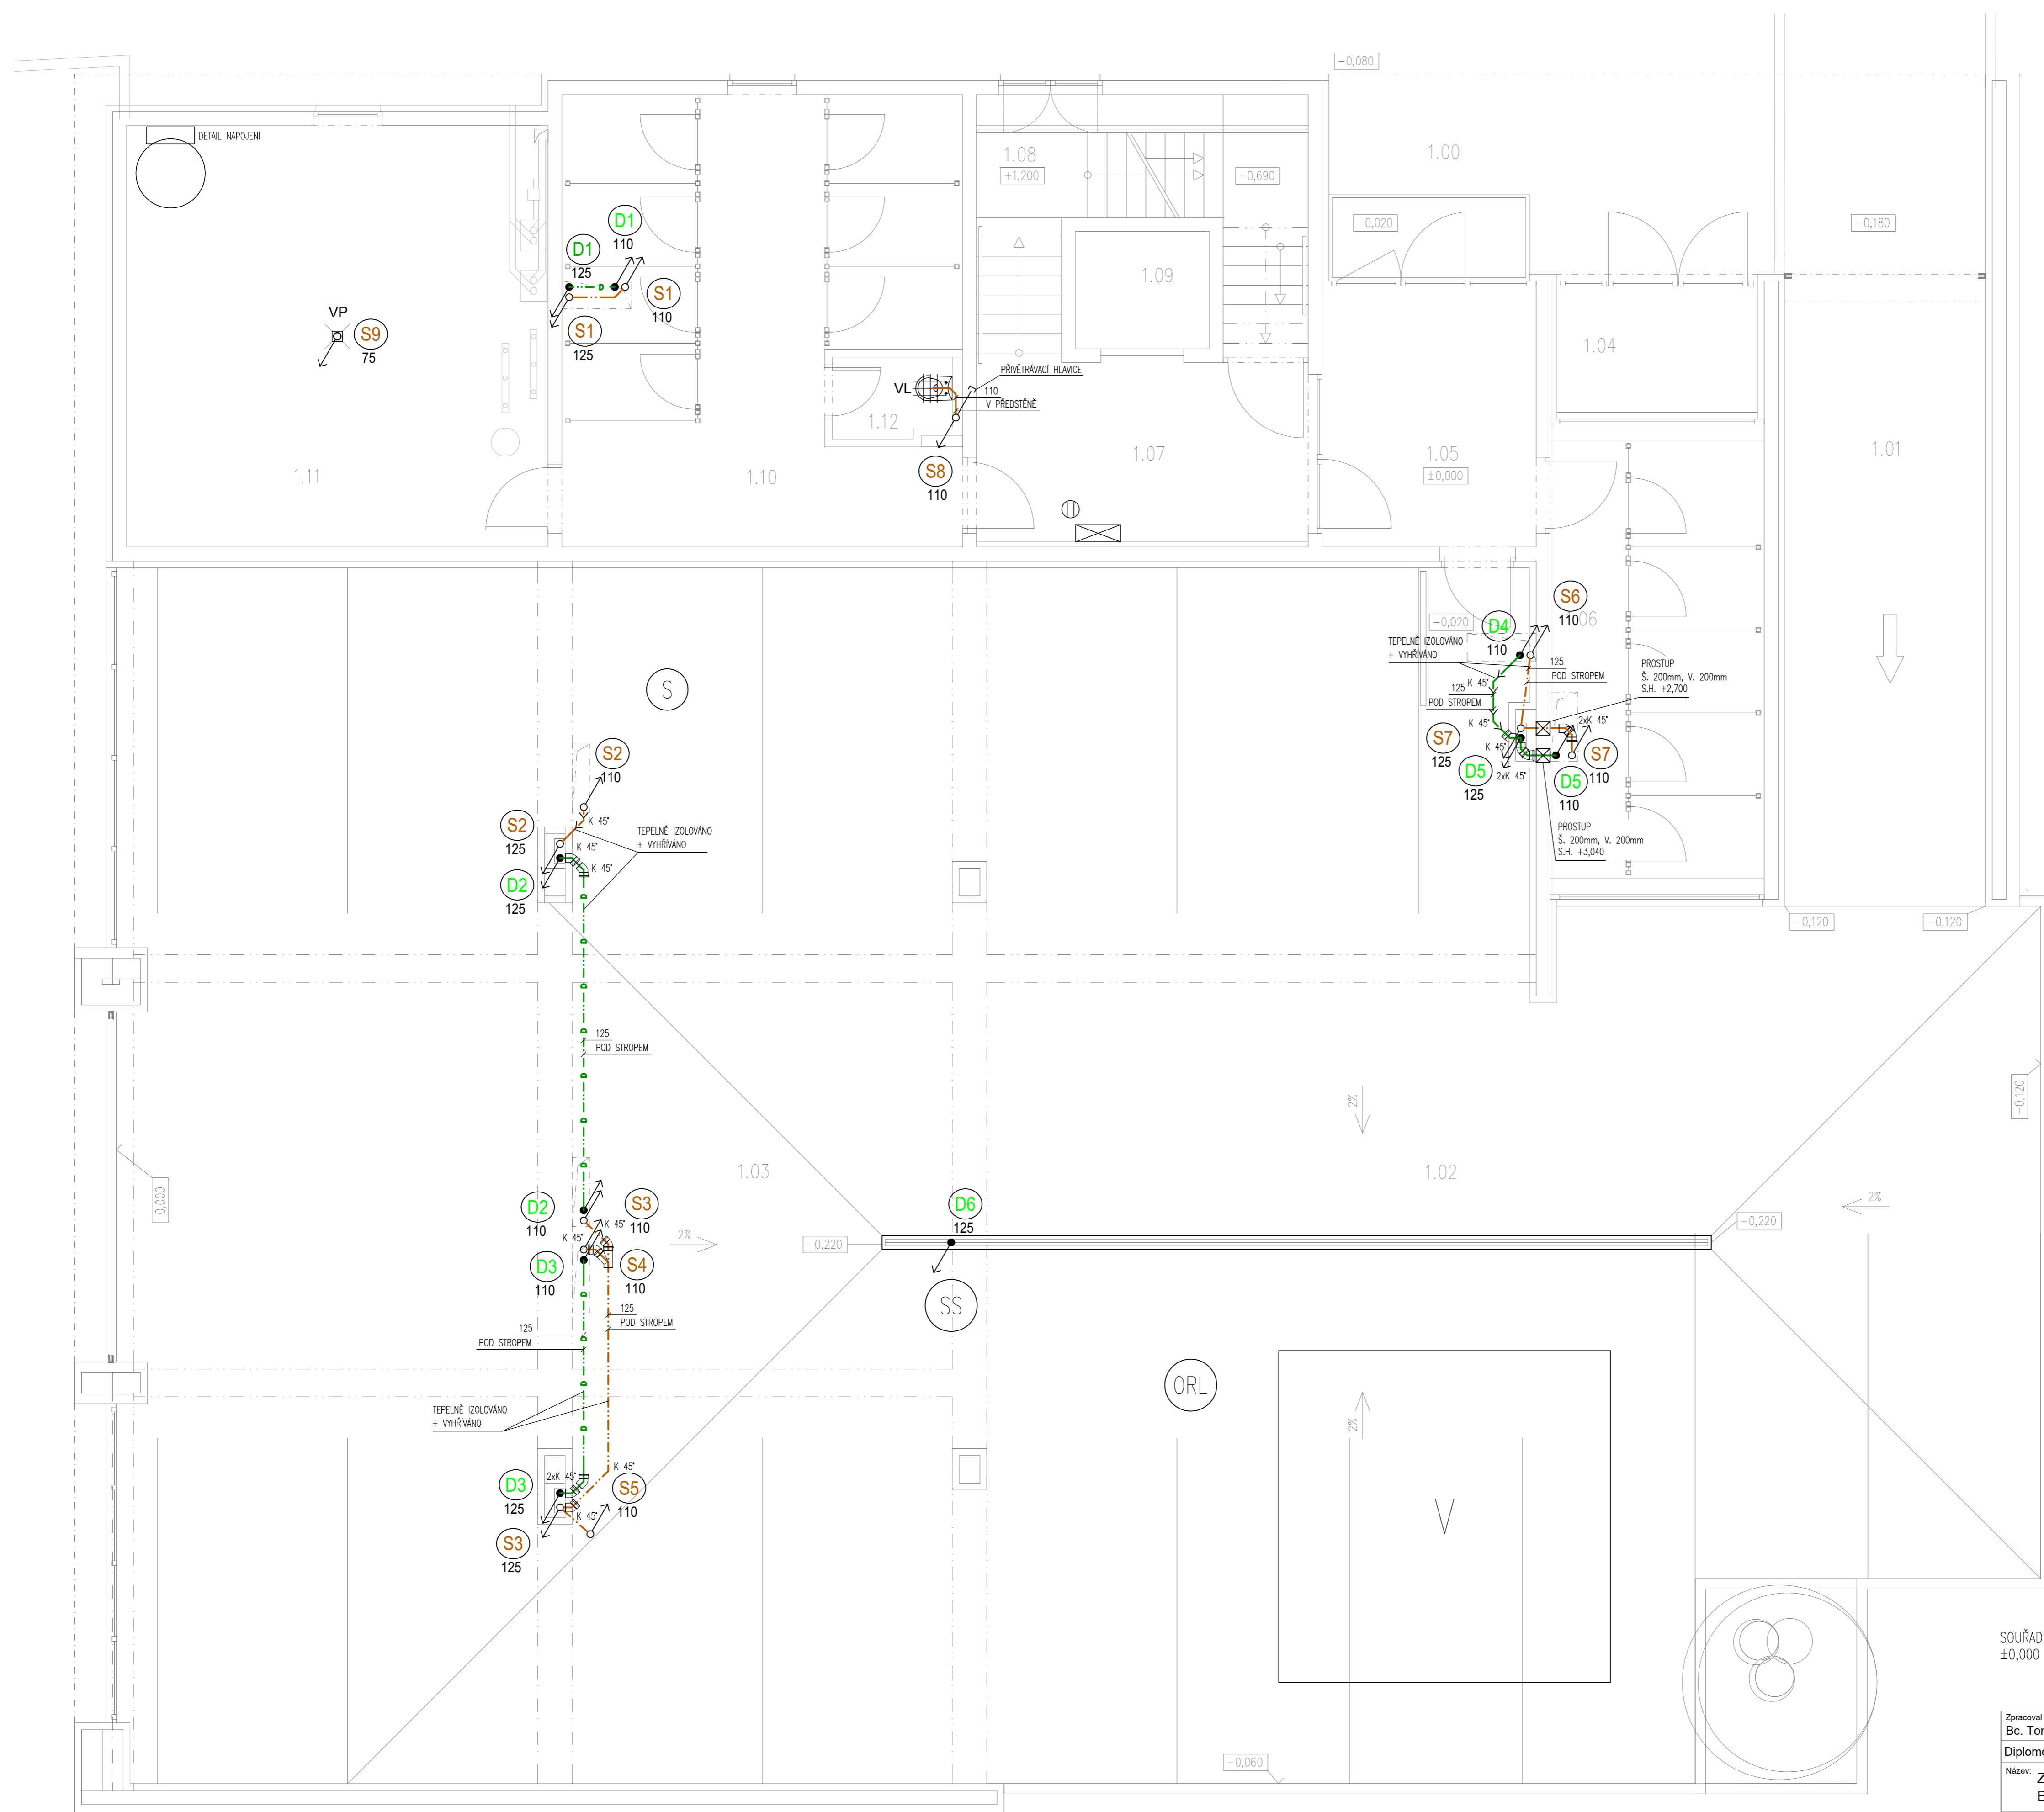 -0,080
DETAIL NAPOJENÍ
1.00
1.08
+1,200
-0,690
-0,020
-0,180
D1
110
D1
125
1.09
S1
110
S1
125
VP
S9
75
1.04
PŘIVĚTRÁVACÍ HLAVICE
VL
110
V PŘEDSTĚNĚ
1.12
1.07
1.05
±0,000
1.01
S8
110
1.11
1.10
H
S6
110
06
-0,020
D4
110
TEPELNĚ IZOLOVÁNO
+ VYHŘÍVÁNO
125
POD STROPEM
PROSTUP
Š. 200mm, V. 200mm
S.H. +2,700
K 45°
125
POD STROPEM
S
K 45°
2xK 45°
S7
125
K 45°
S7
110
D5
125
2xK 45°
D5
110
S2
110
S2
125
K 45°
TEPELNĚ IZOLOVÁNO
+ VYHŘÍVÁNO
K 45°
K 45°
D2
125
PROSTUP
Š. 200mm, V. 200mm
S.H. +3,040
-0,120
-0,120
D
D
D
125
POD STROPEM
D
D
D
2%
-0,120
1.03
1.02
0,000
2%
D2
110
S3
110
K 45°
K 45°
D6
125
-0,220
2%
-0,220
D3
110
S4
110
D
SS
125
POD STROPEM
125
POD STROPEM
D
D
D
ORL
2%
TEPELNĚ IZOLOVÁNO
+ VYHŘÍVÁNO
K 45°
2xK 45°
D3
125
S5
110
K 45°
S3
125
V
-0,060
SOUŘAD
±0,000
Zpracoval
Bc. Tom
Diplomo
Název: